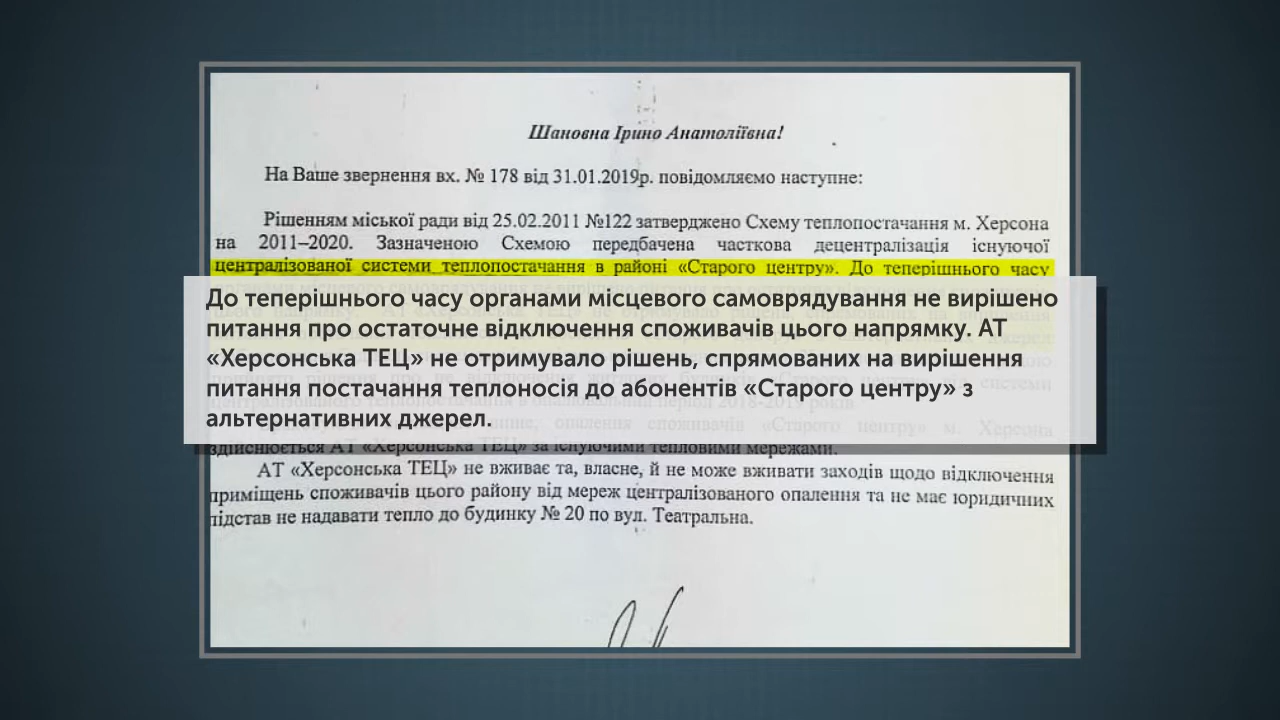 Шановна Ірино Анатоліївна!
На Ваше звернення вх. № 178 від 31.01.2019р. повідомляємо наступне:
Рішенням міської ради від 25.02.2011 №122 затверджено Схему теплопостачання м. Херсона
на 2011–2020. Зазначеною Схемою передбачена часткова децентралізація існуючої
централізованої системи теплопостачання в районі «Старого центру». До теперішнього часу
До теперішнього часу органами місцевого самоврядування не вирішено
питання про остаточне відключення споживачів цього напрямку. АТ
«Херсонська ТЕЦ» не отримувало рішень, спрямованих на вирішення
питання постачання теплоносія до абонентів «Старого центру» з
альтернативних джерел.
здійснюється АТ «Херсонська ТЕЦ» за існуючими тепловими мережами.
АТ «Херсонська ТЕЦ» не вживає та, власне, й не може вживати заходів щодо відключення
приміщень споживачів цього району від мереж централізованого опалення та не має юридичних
підстав не надавати тепло до будинку № 20 по вул. Театральна.